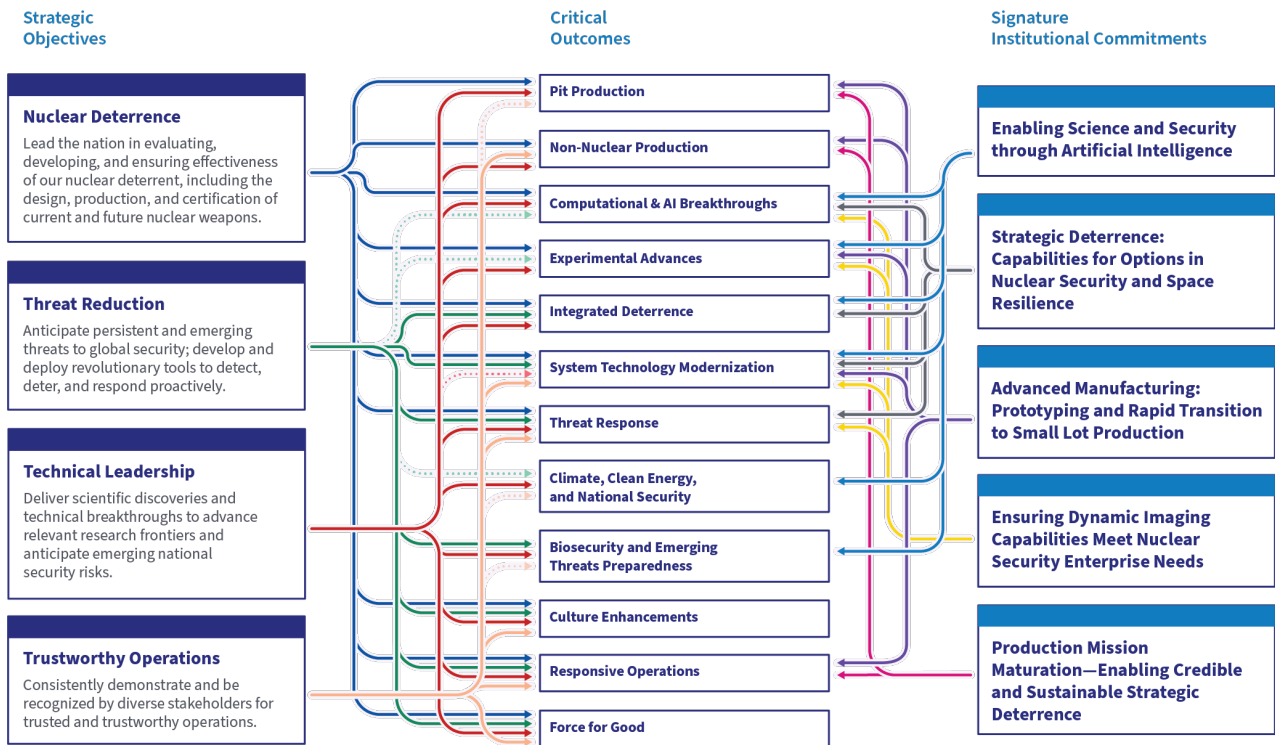 Strategic
Objectives
Critical
Outcomes
Signature
Institutional Commitments
Nuclear Deterrence
Lead the nation in evaluating,
developing, and ensuring effectiveness
of our nuclear deterrent, including the
design, production, and certification of
current and future nuclear weapons.
Threat Reduction
Anticipate persistent and emerging
threats to global security; develop and
deploy revolutionary tools to detect,
deter, and respond proactively.
Technical Leadership
Deliver scientific discoveries and
technical breakthroughs to advance
relevant research frontiers and
anticipate emerging national
security risks.
Trustworthy Operations
Consistently demonstrate and be
recognized by diverse stakeholders for
trusted and trustworthy operations.
Pit Production
Non-Nuclear Production
Computational & AI Breakthroughs
Experimental Advances
Integrated Deterrence
System Technology Modernization
Threat Response
Climate, Clean Energy,
and National Security
Biosecurity and Emerging
Threats Preparedness
Culture Enhancements
Responsive Operations
Force for Good
Enabling Science and Security
through Artificial Intelligence
Strategic Deterrence:
Capabilities for Options in
Nuclear Security and Space
Resilience
Advanced Manufacturing:
Prototyping and Rapid Transition
to Small Lot Production
Ensuring Dynamic Imaging
Capabilities Meet Nuclear
Security Enterprise Needs
Production Mission
Maturation—Enabling Credible
and Sustainable Strategic
Deterrence